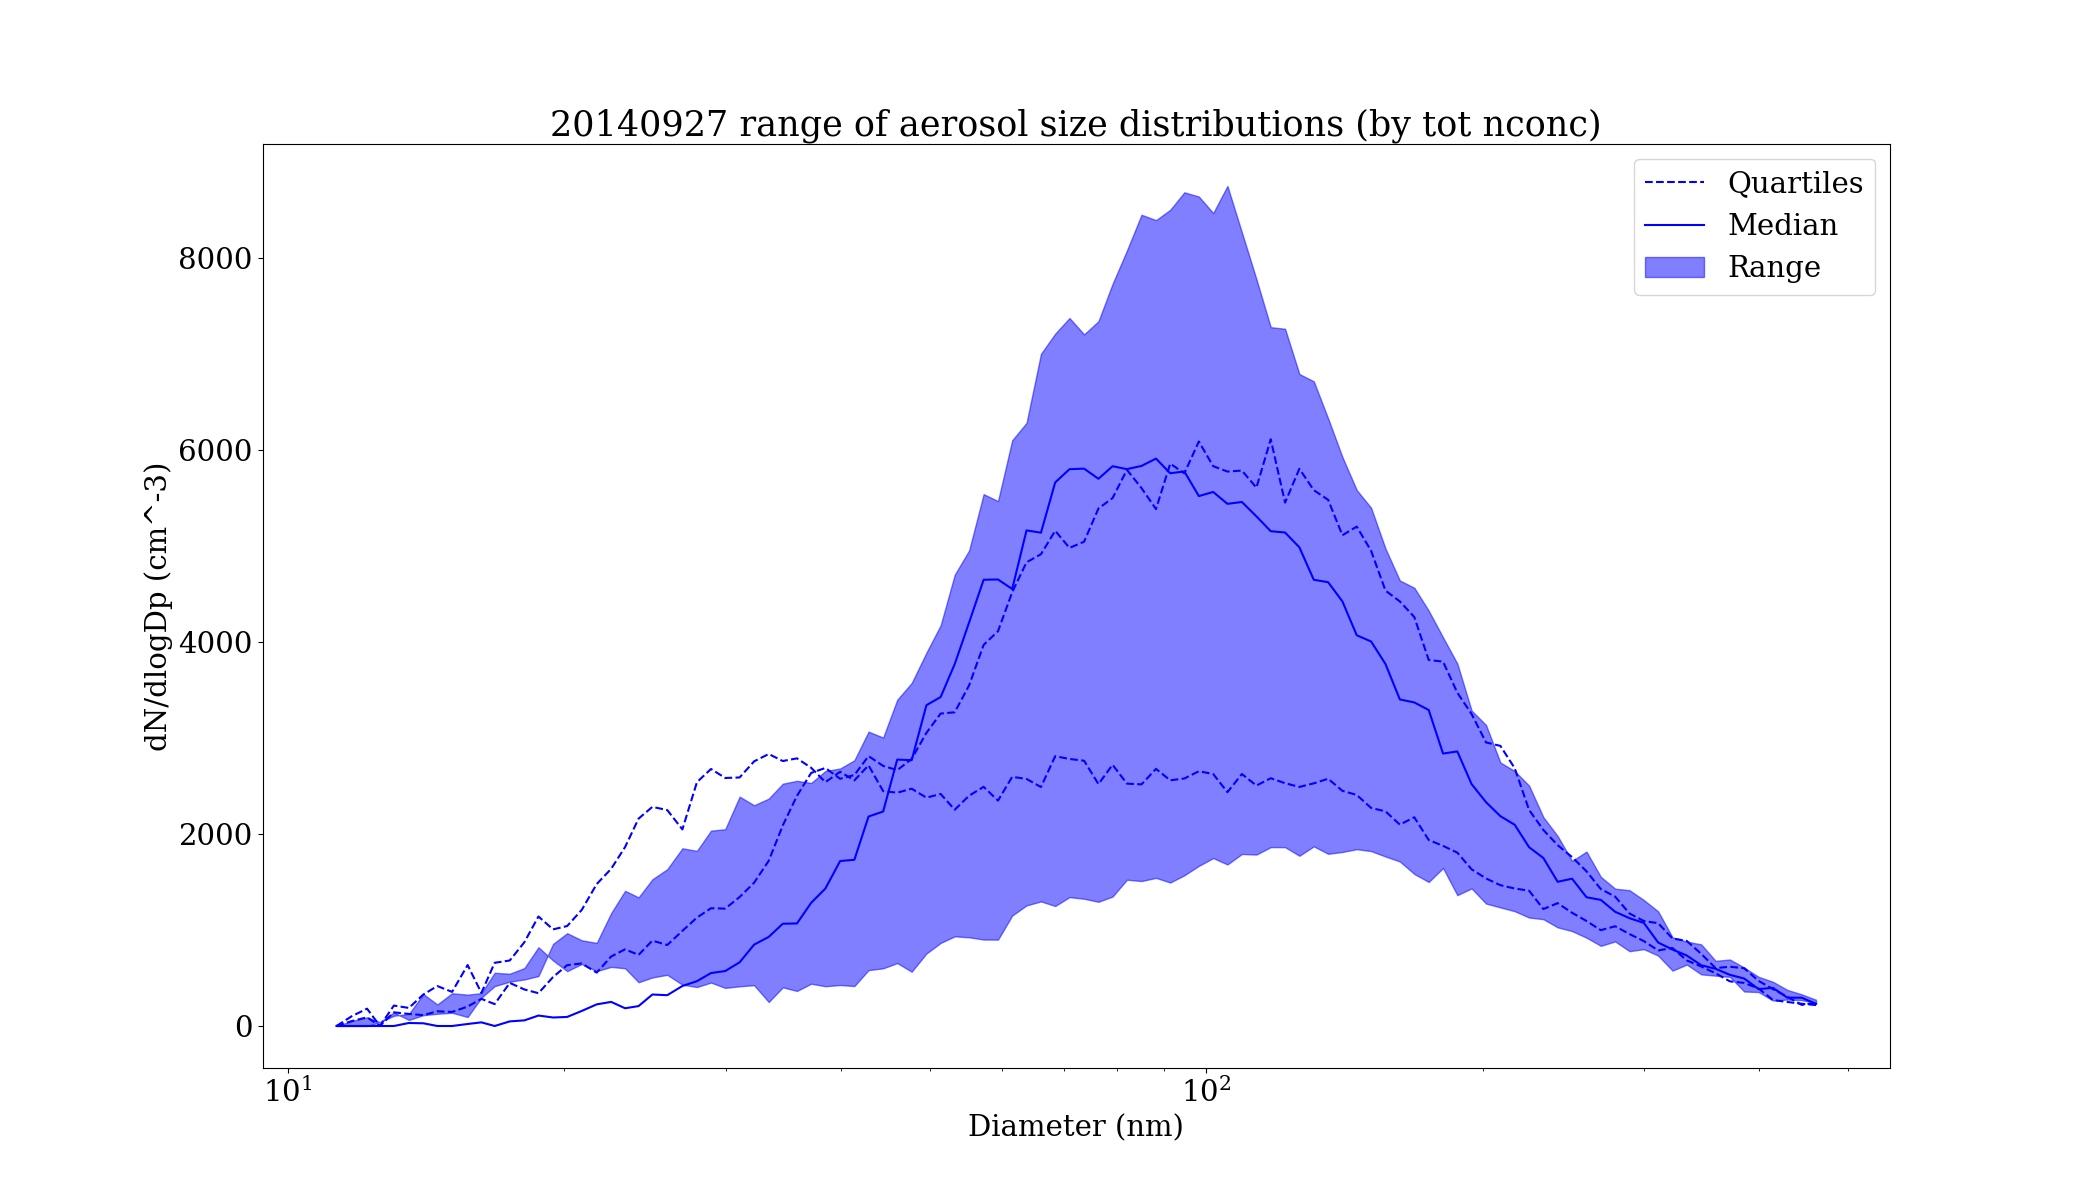 20140927 range of aerosol size distributions (by tot nconc)
Quartiles
Median
Range
dN/dlogDp (cm^-3)
8000
6000
4000
2000
0
10¹ 10²
Diameter (nm)